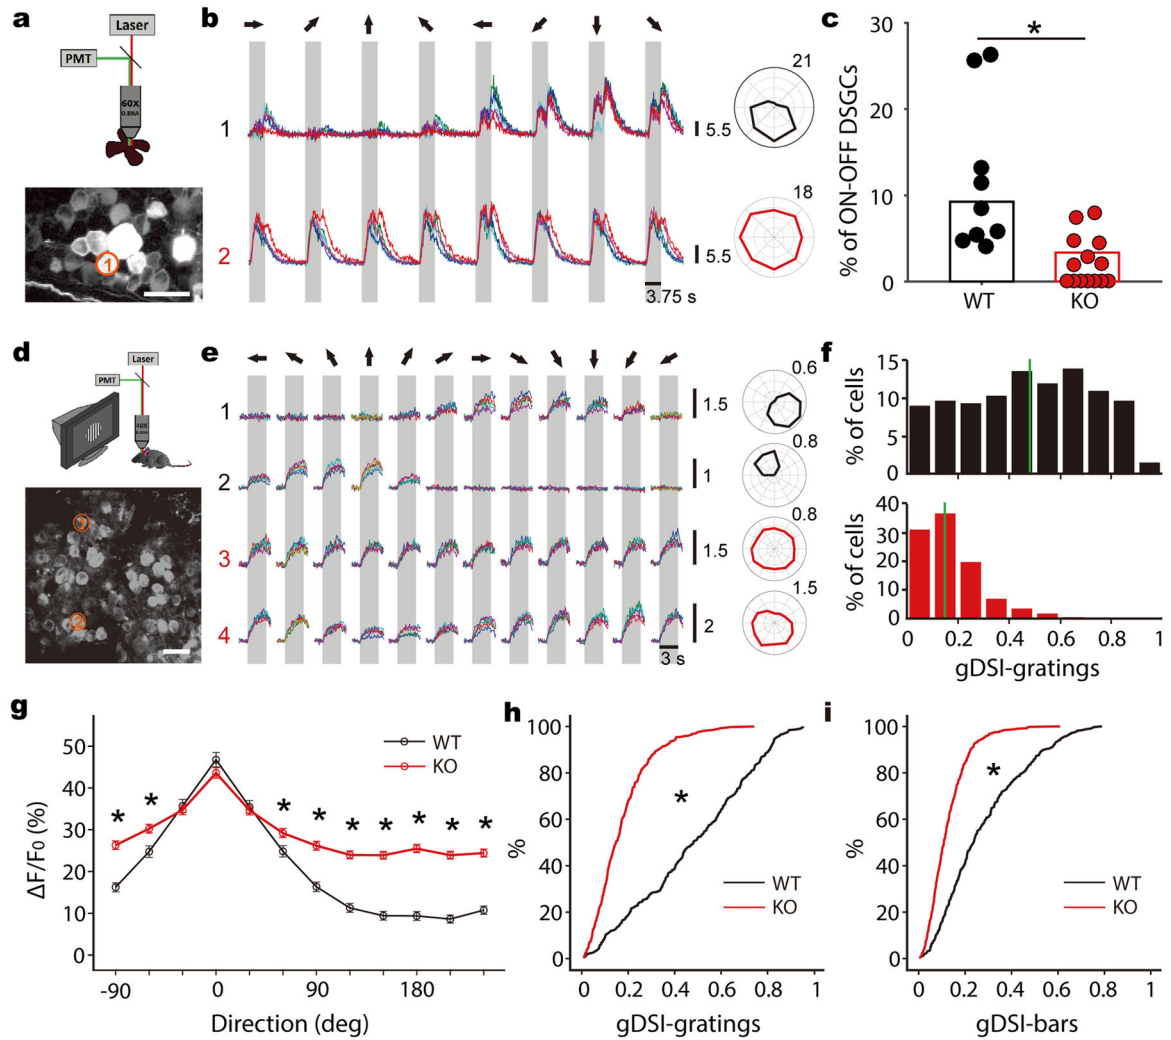 a
Laser
PMT
60X
0.8NA
1
b
1
2
21
5.5
18
5.5
3.75 s
c
% of ON-OFF DSGCs
30
20
10
0
*
WT
KO
d
Laser
PMT
40X
0.8NA
1
2
e
1
2
3
4
1.5
1
1.5
2
3 s
0.6
0.8
0.8
1.5
f
% of cells
15
10
5
0
% of cells
40
30
20
10
0
0
0.2
0.4
0.6
0.8
1
gDSI-gratings
g
ΔF/F0 (%)
50
40
30
20
10
0
WT
KO
* * * * * * * *
-90
0
90
180
Direction (deg)
h
%
100
80
60
40
20
0
*
WT
KO
0
0.2
0.4
0.6
0.8
1
gDSI-gratings
i
%
100
80
60
40
20
0
*
WT
KO
0
0.2
0.4
0.6
0.8
1
gDSI-bars